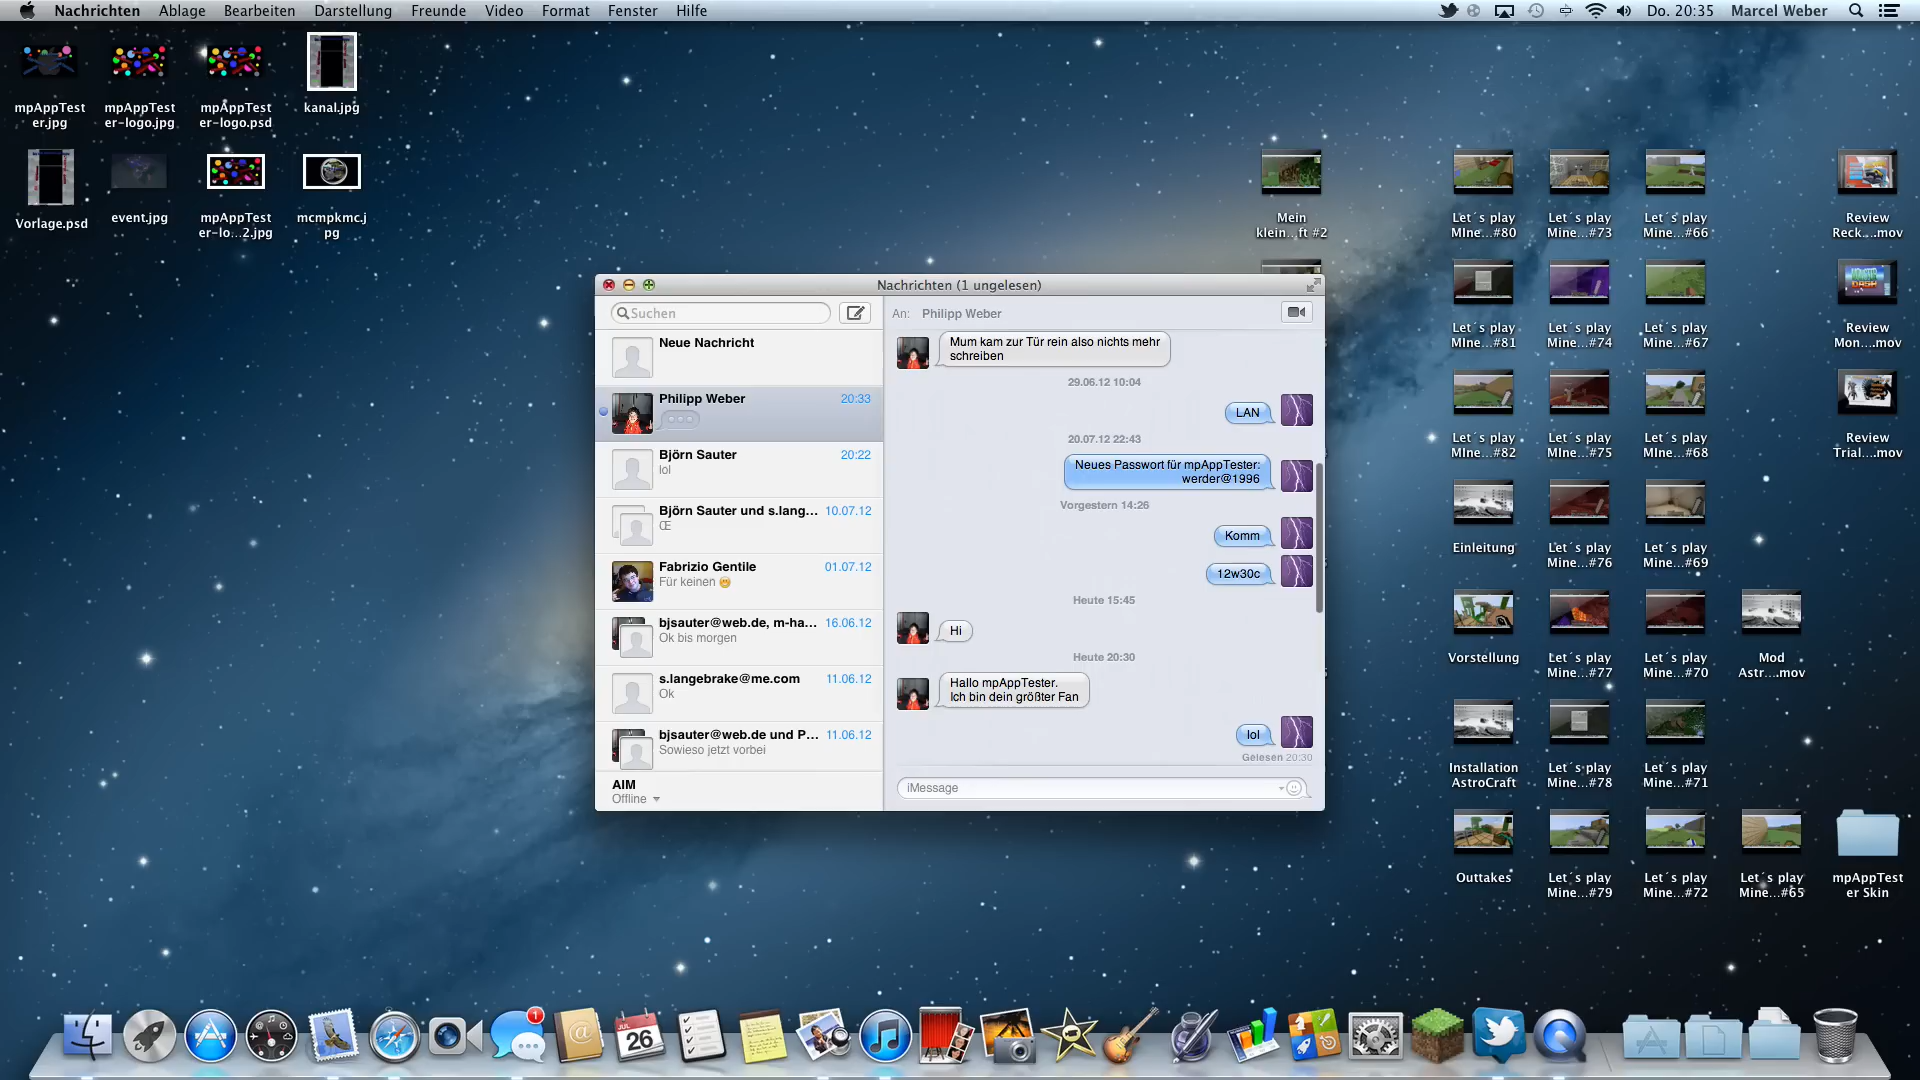 Nachrichten Ablage Bearbeiten Darstellung Freunde Video Format Fenster Hilfe
Do. 20:35 Marcel Weber
mpAppTest
er.jpg
mpAppTest
er-logo.jpg
mpAppTest
er-logo.psd
kanal.jpg
Vorlage.psd
event.jpg
mpAppTest
er-lo...2.jpg
mcmpkmc.j
pg
Mein
klein...ft #2
Let´s play
MIne...#80
Let´s play
Mine...#73
Let´s play
Mine...#66
Review
Reck....mov
Let´s play
MIne...#81
Let´s play
Mine...#74
Let´s play
Mine...#67
Review
Mon...mov
Let´s play
MIne...#82
Let´s play
Mine...#75
Let´s play
Mine...#68
Review
Trial....mov
Einleitung
Let´s play
Mine...#76
Let´s play
Mine...#69
Vorstellung
Let´s play
Mine...#77
Let´s play
Mine...#70
Mod
Astr...mov
Installation
AstroCraft
Let´s play
Mine...#78
Let´s play
Mine...#71
Outtakes
Let´s play
Mine...#79
Let´s play
Mine...#72
Let´s play
Mine...#65
mpAppTest
er Skin
Nachrichten (1 ungelesen)
Suchen
Neue Nachricht
Philipp Weber 20:33
Björn Sauter 20:22
lol
Björn Sauter und s.lang... 10.07.12
Œ
Fabrizio Gentile 01.07.12
Für keinen
bjsauter@web.de, m-ha... 16.06.12
Ok bis morgen
s.langebrake@me.com 11.06.12
Ok
bjsauter@web.de und P... 11.06.12
Sowieso jetzt vorbei
AIM
Offline
An: Philipp Weber
Mum kam zur Tür rein also nichts mehr
schreiben
29.06.12 10:04
LAN
20.07.12 22:43
Neues Passwort für mpAppTester:
werder@1996
Vorgestern 14:26
Komm
12w30c
Heute 15:45
Hi
Heute 20:30
Hallo mpAppTester.
Ich bin dein größter Fan
lol
Gelesen 20:30
iMessage
1
JUL
26